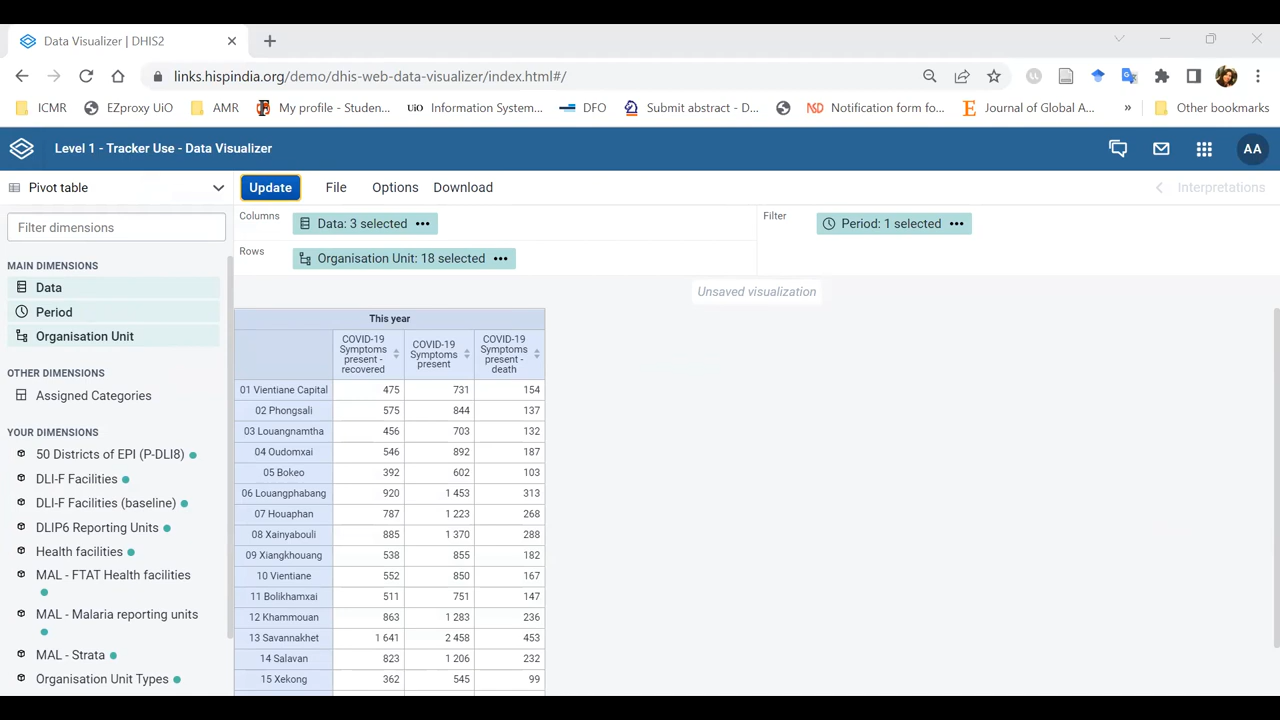 Data Visualizer | DHIS2
links.hispindia.org/demo/dhis-web-data-visualizer/index.html#/
ICMR EZproxy UiO AMR My profile - Studen... UiO Information System... DFO Submit abstract - D... NSD Notification form fo... E Journal of Global A... » Other bookmarks
Level 1 - Tracker Use - Data Visualizer AA
Pivot table Update File Options Download Interpretations
Filter dimensions
Columns Data: 3 selected ••• Filter Period: 1 selected •••
Rows Organisation Unit: 18 selected •••
MAIN DIMENSIONS
Data
Period
Organisation Unit
OTHER DIMENSIONS
Assigned Categories
YOUR DIMENSIONS
50 Districts of EPI (P-DLI8)
DLI-F Facilities
DLI-F Facilities (baseline)
DLIP6 Reporting Units
Health facilities
MAL - FTAT Health facilities
MAL - Malaria reporting units
MAL - Strata
Organisation Unit Types
Unsaved visualization
This year
COVID-19 Symptoms present - recovered COVID-19 Symptoms present COVID-19 Symptoms present - death
01 Vientiane Capital 475 731 154
02 Phongsali 575 844 137
03 Louangnamtha 456 703 132
04 Oudomxai 546 892 187
05 Bokeo 392 602 103
06 Louangphabang 920 1 453 313
07 Houaphan 787 1 223 268
08 Xainyabouli 885 1 370 288
09 Xiangkhouang 538 855 182
10 Vientiane 552 850 167
11 Bolikhamxai 511 751 147
12 Khammouan 863 1 283 236
13 Savannakhet 1 641 2 458 453
14 Salavan 823 1 206 232
15 Xekong 362 545 99